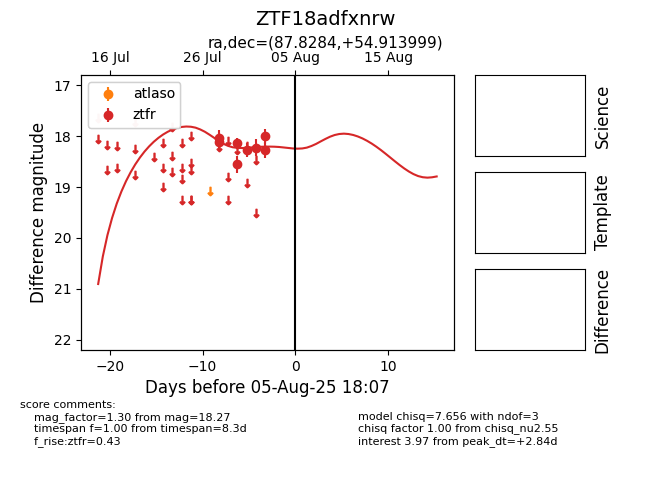 ZTF18adfxnrw
ra,dec=(87.8284,+54.913999)
16 Jul 26 Jul 05 Aug 15 Aug
atlaso
ztfr
17
18
19
20
21
22
Difference magnitude
−20 −10 0 10
Days before 05-Aug-25 18:07
Science
Template
Difference
score comments:
mag_factor=1.30 from mag=18.27
timespan f=1.00 from timespan=8.3d
f_rise:ztfr=0.43
model chisq=7.656 with ndof=3
chisq factor 1.00 from chisq_nu2.55
interest 3.97 from peak_dt=+2.84d